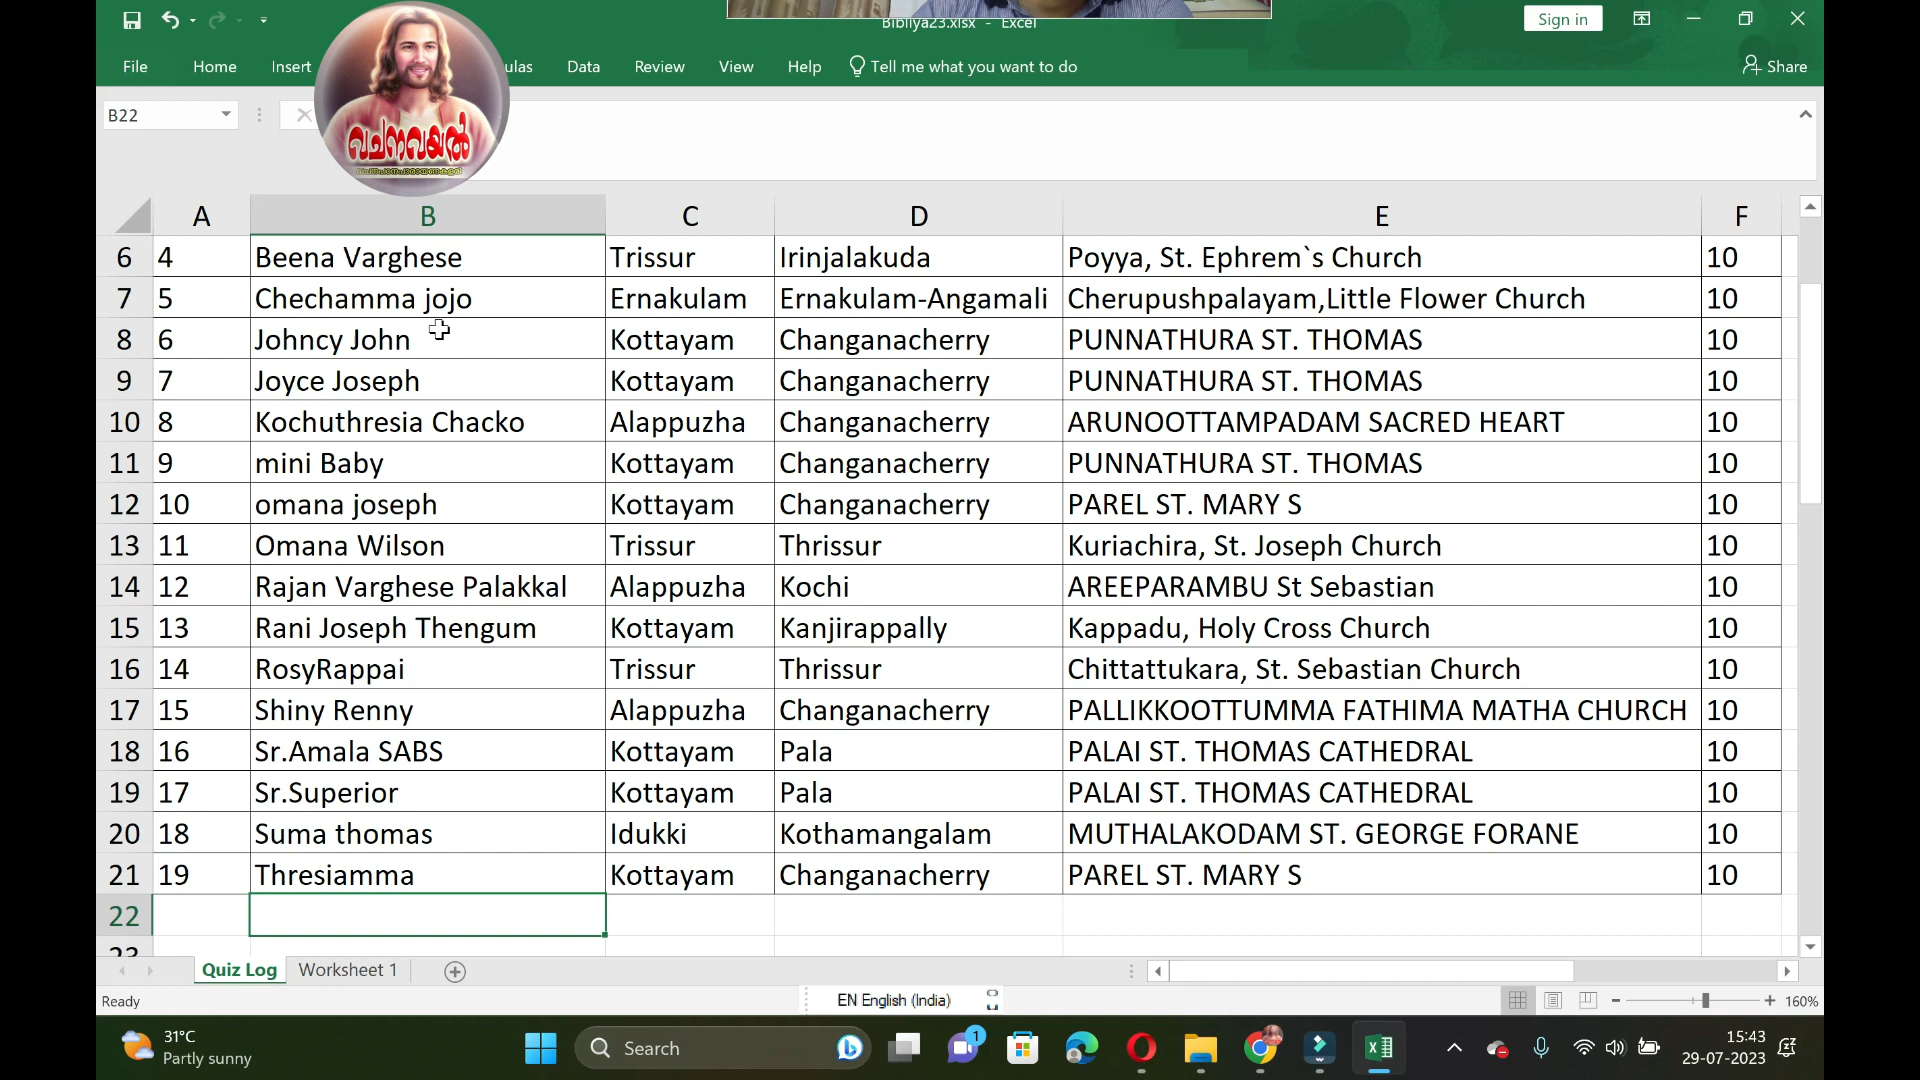 Bibliya23.xlsx - Excel
Sign in
File Home Insert ulas Data Review View Help Tell me what you want to do Share
B22
വചനവയൽ
A B C D E F
6 4 Beena Varghese Trissur Irinjalakuda Poyya, St. Ephrem`s Church 10
7 5 Chechamma jojo Ernakulam Ernakulam-Angamali Cherupushpalayam,Little Flower Church 10
8 6 Johncy John Kottayam Changanacherry PUNNATHURA ST. THOMAS 10
9 7 Joyce Joseph Kottayam Changanacherry PUNNATHURA ST. THOMAS 10
10 8 Kochuthresia Chacko Alappuzha Changanacherry ARUNOOTTAMPADAM SACRED HEART 10
11 9 mini Baby Kottayam Changanacherry PUNNATHURA ST. THOMAS 10
12 10 omana joseph Kottayam Changanacherry PAREL ST. MARY S 10
13 11 Omana Wilson Trissur Thrissur Kuriachira, St. Joseph Church 10
14 12 Rajan Varghese Palakkal Alappuzha Kochi AREEPARAMBU St Sebastian 10
15 13 Rani Joseph Thengum Kottayam Kanjirappally Kappadu, Holy Cross Church 10
16 14 RosyRappai Trissur Thrissur Chittattukara, St. Sebastian Church 10
17 15 Shiny Renny Alappuzha Changanacherry PALLIKKOOTTUMMA FATHIMA MATHA CHURCH 10
18 16 Sr.Amala SABS Kottayam Pala PALAI ST. THOMAS CATHEDRAL 10
19 17 Sr.Superior Kottayam Pala PALAI ST. THOMAS CATHEDRAL 10
20 18 Suma thomas Idukki Kothamangalam MUTHALAKODAM ST. GEORGE FORANE 10
21 19 Thresiamma Kottayam Changanacherry PAREL ST. MARY S 10
22
23
Quiz Log Worksheet 1
Ready EN English (India) 160%
31°C
Partly sunny
Search
1
15:43
29-07-2023